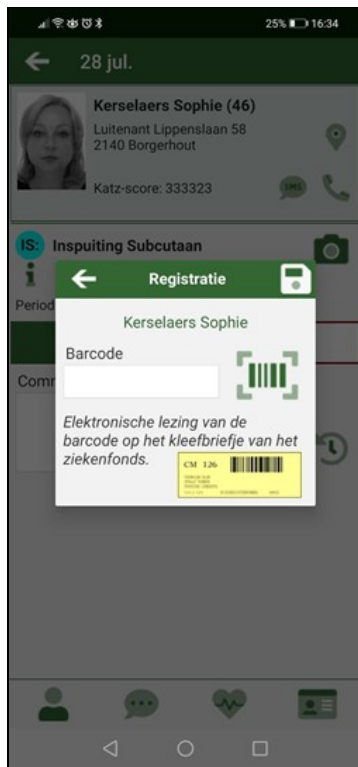 25% 16:34
28 jul.
Kerselaers Sophie (46)
Luitenant Lippenslaan 58
2140 Borgerhout
Katz-score: 333323
SMS
IS: Inspuiting Subcutaan
Registratie
Period
Kerselaers Sophie
Barcode
Comm
Elektronische lezing van de
barcode op het kleefbriefje van het
ziekenfonds.
CM 126